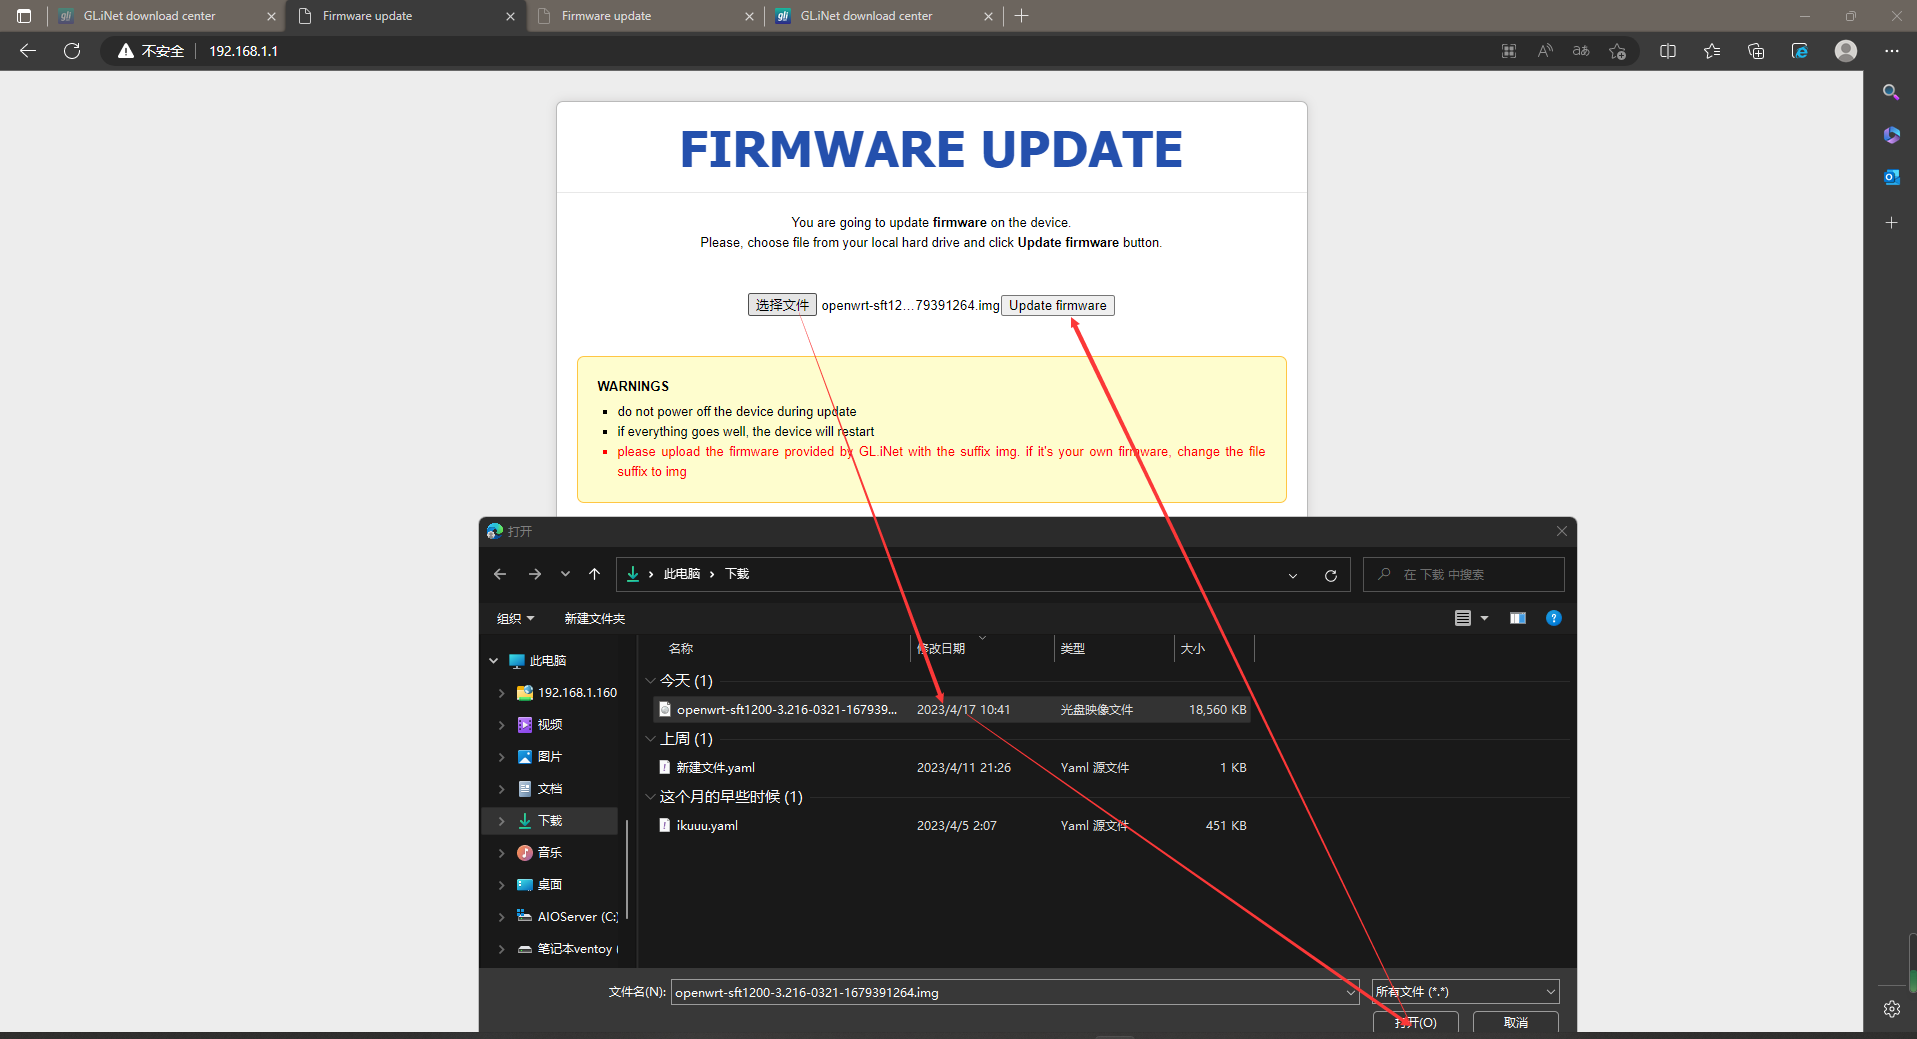 GL.iNet download center
Firmware update
Firmware update
GL.iNet download center
不安全
192.168.1.1
FIRMWARE UPDATE
You are going to update firmware on the device.
Please, choose file from your local hard drive and click Update firmware button.
选择文件 openwrt-sft12...79391264.img Update firmware
WARNINGS
do not power off the device during update
if everything goes well, the device will restart
please upload the firmware provided by GL.iNet with the suffix img. if it's your own firmware, change the file
suffix to img
打开
此电脑 › 下载
在 下载 中搜索
组织 新建文件夹
名称 修改日期 类型 大小
此电脑
192.168.1.160
视频
图片
文档
下载
音乐
桌面
AIOServer (C:)
笔记本ventoy (
今天 (1)
openwrt-sft1200-3.216-0321-167939... 2023/4/17 10:41 光盘映像文件 18,560 KB
上周 (1)
新建文件.yaml 2023/4/11 21:26 Yaml 源文件 1 KB
这个月的早些时候 (1)
ikuuu.yaml 2023/4/5 2:07 Yaml 源文件 451 KB
文件名(N): openwrt-sft1200-3.216-0321-1679391264.img 所有文件 (*.*)
打开(O) 取消